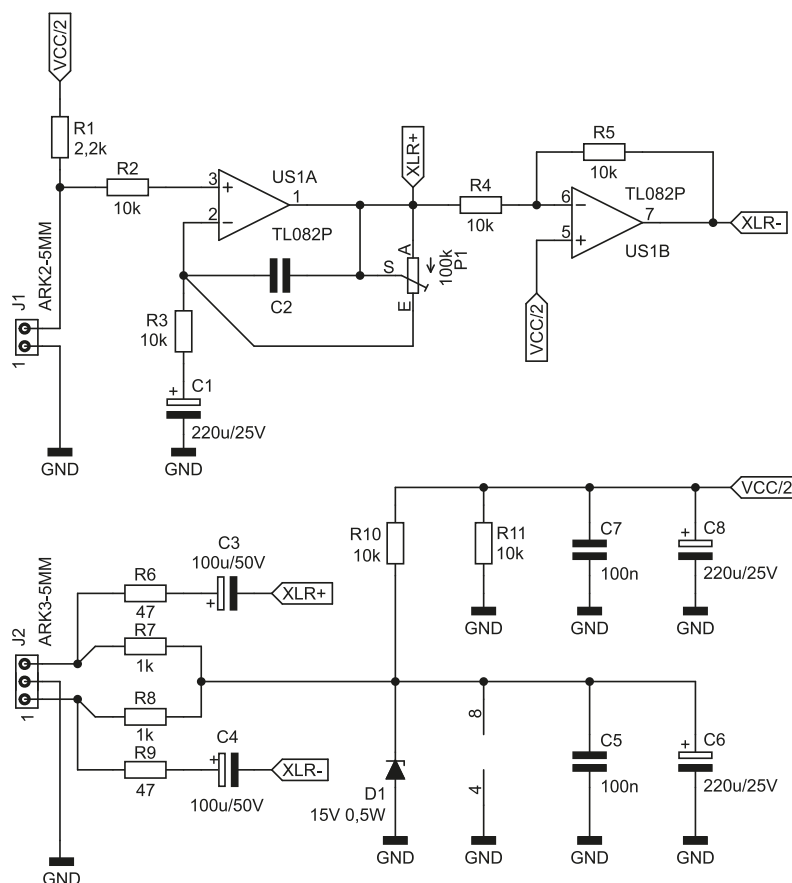 VCC/2
R1
2,2k
R2
10k
3
+
2
−
US1A
1
TL082P
XLR+
R4
10k
R5
10k
6
−
5
+
TL082P
7
US1B
XLR-
VCC/2
J1
ARK2-5MM
1
GND
R3
10k
C2
S
A
E
100k
P1
+
C1
220u/25V
GND
VCC/2
R10
10k
R11
10k
GND
C7
100n
GND
+
C8
220u/25V
GND
J2
ARK3-5MM
1
R6
47
C3
100u/50V
+
XLR+
R7
1k
R8
1k
R9
47
C4
100u/50V
+
XLR-
GND
D1
15V 0,5W
GND
8
4
GND
C5
100n
GND
+
C6
220u/25V
GND